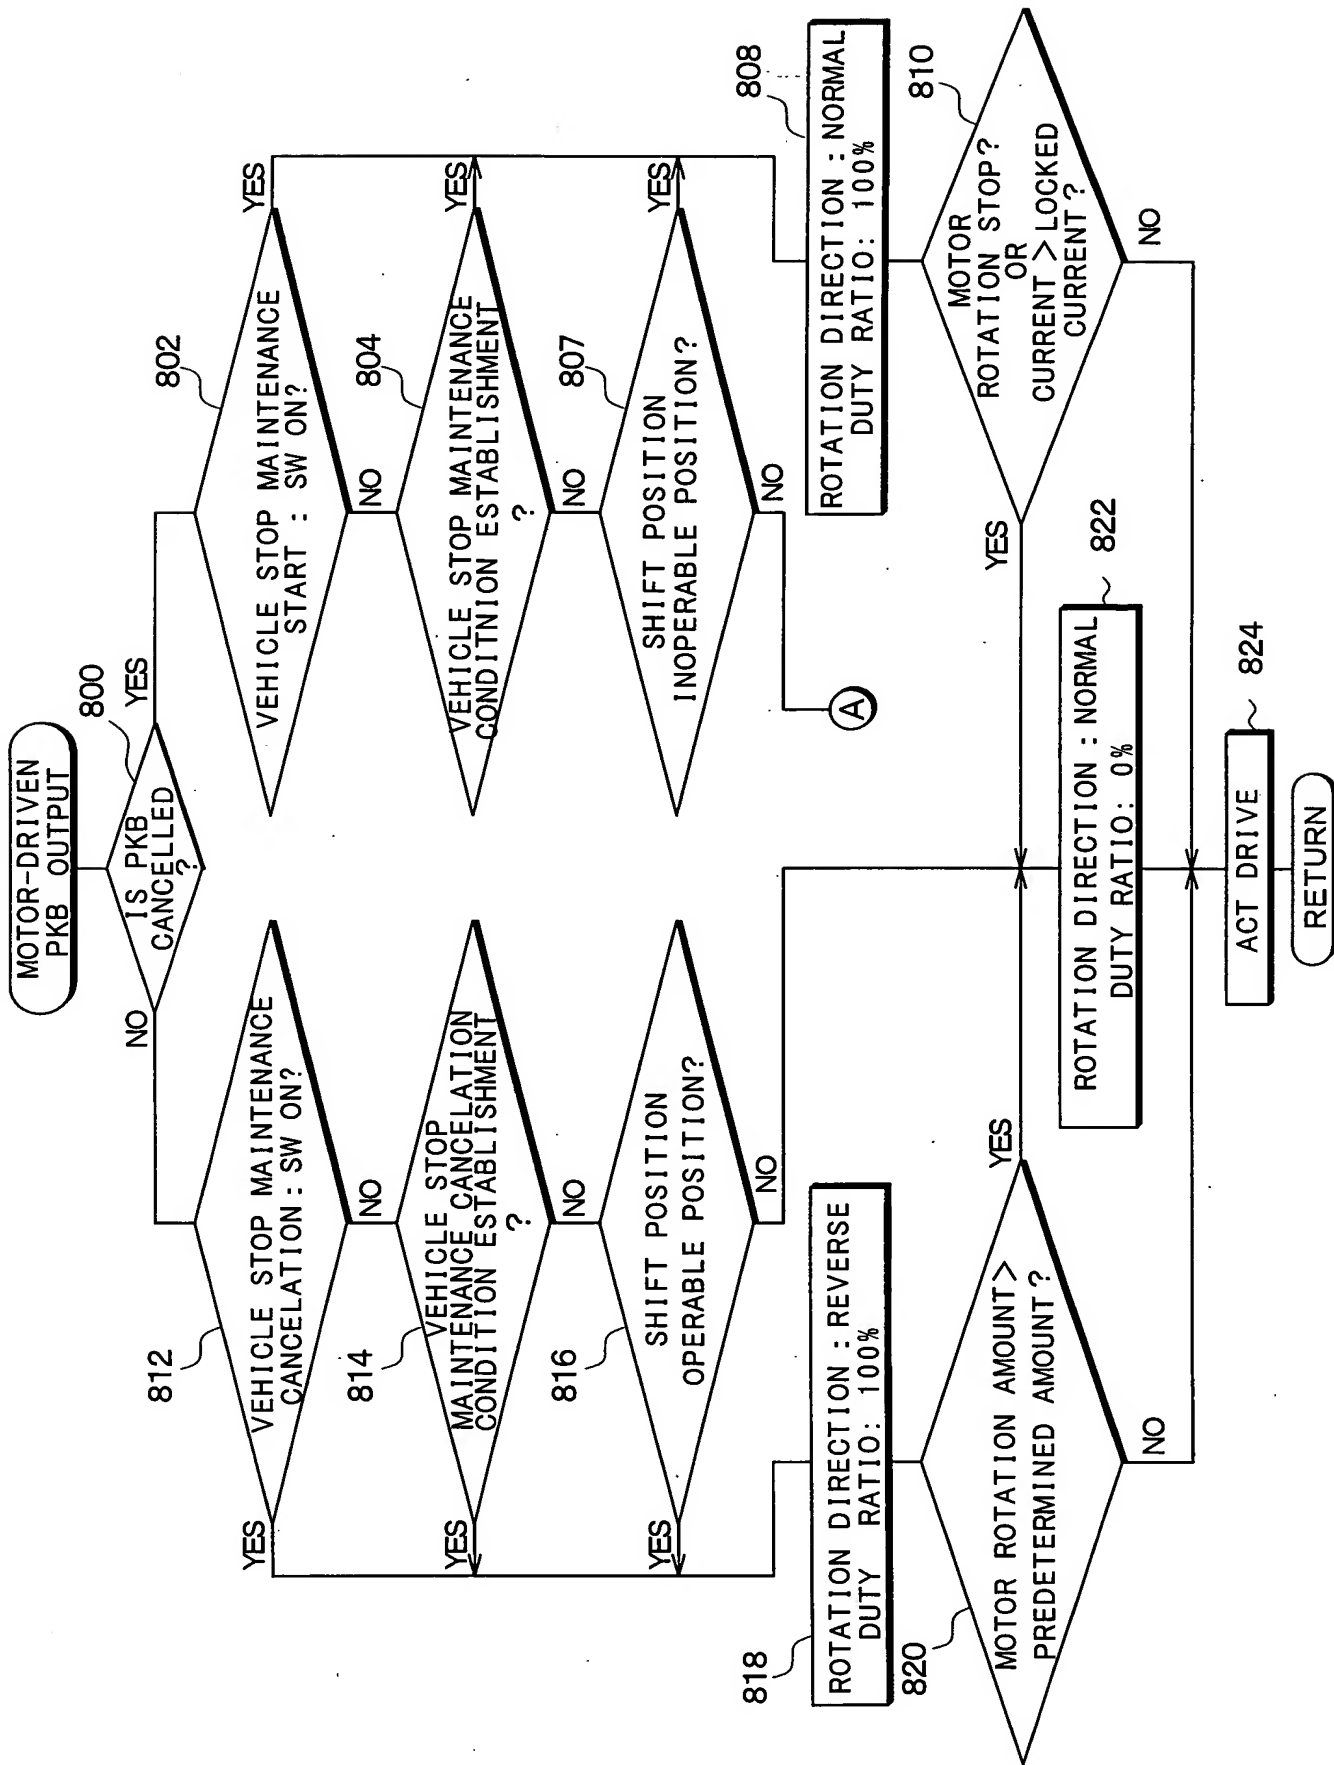 MOTOR-DRIVEN
PKB OUTPUT
800
IS PKB
CANCELLED
?
NO
YES
812
VEHICLE STOP MAINTENANCE
CANCELATION : SW ON?
YES
NO
814
VEHICLE STOP
MAINTENANCE CANCELATION
CONDITION ESTABLISHMENT
?
YES
NO
816
SHIFT POSITION
OPERABLE POSITION?
YES
NO
818
ROTATION DIRECTION : REVERSE
DUTY RATIO: 100%
820
MOTOR ROTATION AMOUNT>
PREDETERMINED AMOUNT?
YES
NO
802
VEHICLE STOP MAINTENANCE
START : SW ON?
YES
NO
804
VEHICLE STOP MAINTENANCE
CONDITNION ESTABLISHMENT
?
YES
NO
807
SHIFT POSITION
INOPERABLE POSITION?
YES
NO
A
808
ROTATION DIRECTION : NORMAL
DUTY RATIO: 100%
810
MOTOR
ROTATION STOP?
OR
CURRENT > LOCKED
CURRENT?
YES
NO
822
ROTATION DIRECTION : NORMAL
DUTY RATIO: 0%
824
ACT DRIVE
RETURN